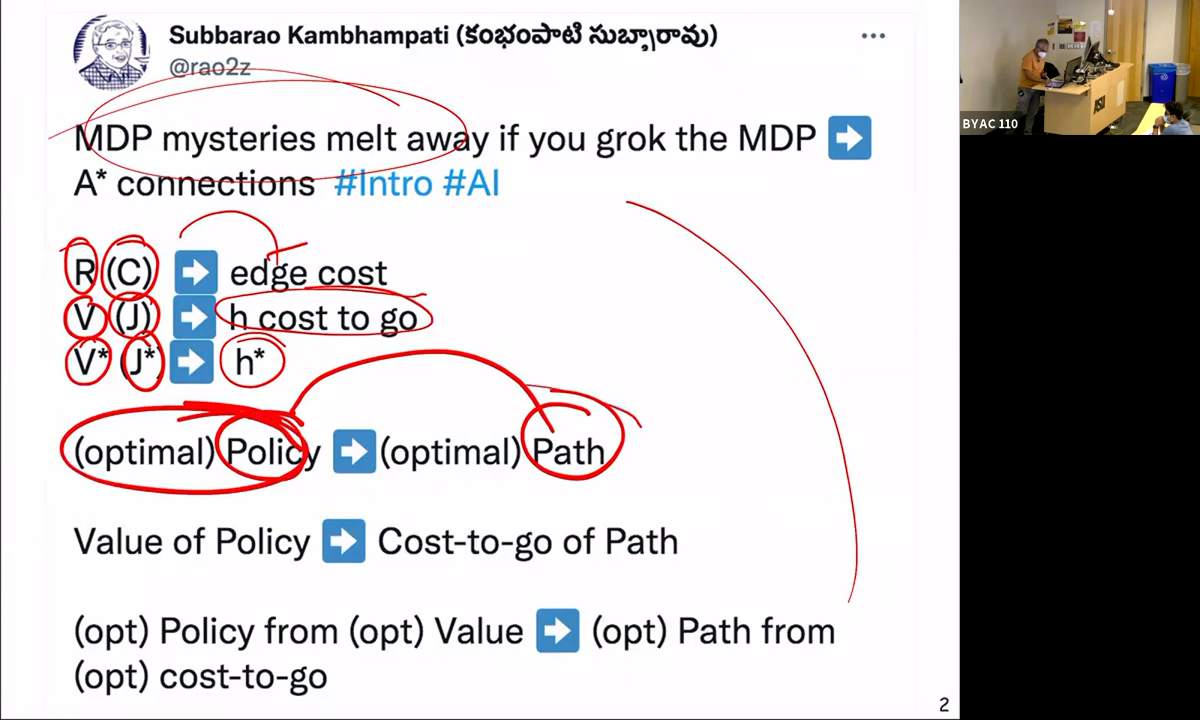 Subbarao Kambhampati (కంభంపాటి సుబ్బారావు)
@rao2z
MDP mysteries melt away if you grok the MDP ➡
A* connections #Intro #AI
R (C) ➡ edge cost
V (J) ➡ h cost to go
V* (J*) ➡ h*
(optimal) Policy ➡ (optimal) Path
Value of Policy ➡ Cost-to-go of Path
(opt) Policy from (opt) Value ➡ (opt) Path from
(opt) cost-to-go
2
BYAC 110
ASU